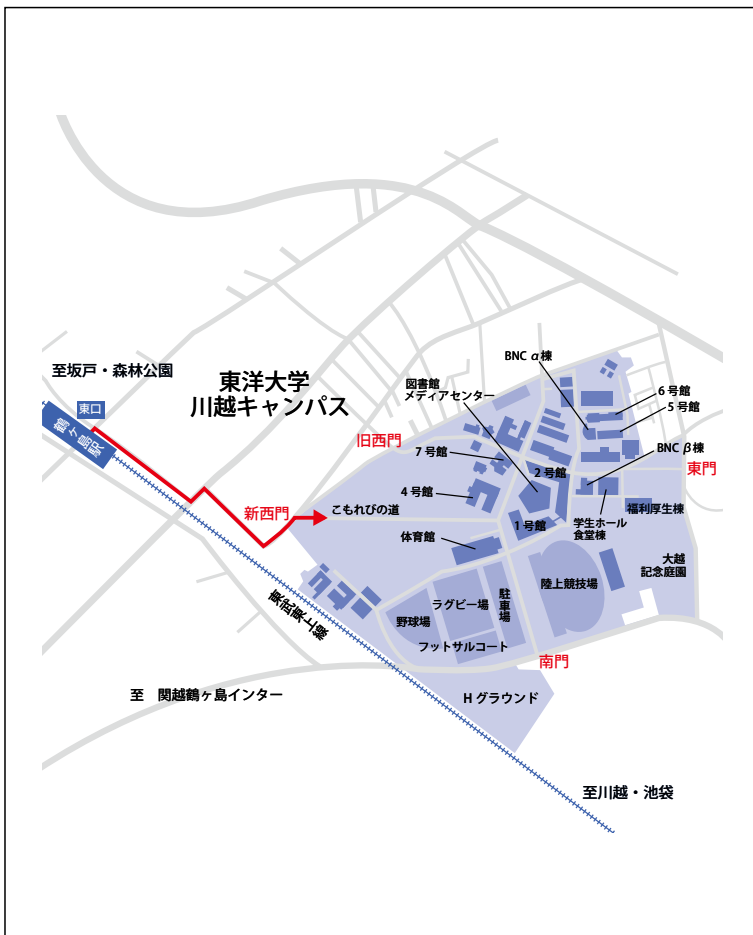 至坂戸・森林公園
東洋大学
川越キャンパス
東口
鶴ヶ島駅
BNC α棟
図書館
メディアセンター
6 号館
5 号館
旧西門
7 号館
2 号館
BNC β棟
東門
4 号館
新西門
こもれびの道
1 号館
学生ホール
食堂棟
福利厚生棟
体育館
大越
記念庭園
陸上競技場
駐車場
ラグビー場
野球場
フットサルコート
東武東上線
南門
至　関越鶴ヶ島インター
H グラウンド
至川越・池袋